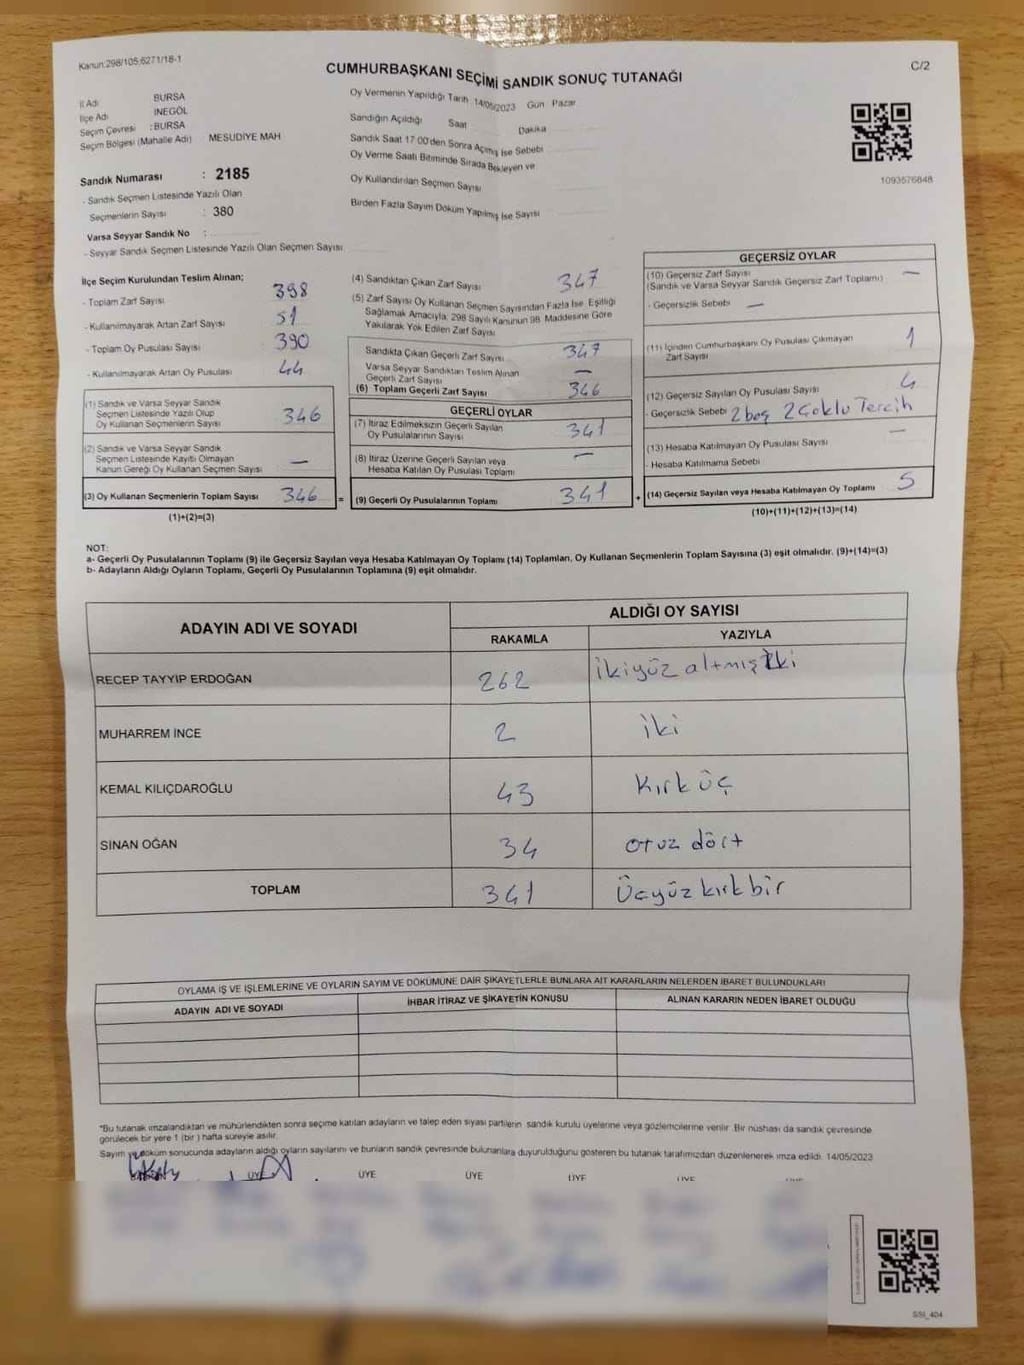 Kanun:298/105;6271/18-1
CUMHURBAŞKANI SEÇİMİ SANDIK SONUÇ TUTANAĞI
C/2
İl Adı BURSA
İlçe Adı İNEGÖL
Seçim Çevresi : BURSA
Seçim Bölgesi (Mahalle Adı) MESUDİYE MAH
Sandık Numarası : 2185
- Sandık Seçmen Listesinde Yazılı Olan
Seçmenlerin Sayısı : 380
Varsa Seyyar Sandık No :
- Seyyar Sandık Seçmen Listesinde Yazılı Olan Seçmen Sayısı
Oy Vermenin Yapıldığı Tarih 14/05/2023 Gün Pazar
Sandığın Açıldığı Saat Dakika
Sandık Saat 17:00'den Sonra Açmış İse Sebebi
Oy Verme Saati Bitiminde Sırada Bekleyen ve
Oy Kullandırılan Seçmen Sayısı
Birden Fazla Sayım Döküm Yapılmış İse Sayısı
1093576848
İlçe Seçim Kurulundan Teslim Alınan;
- Toplam Zarf Sayısı 398
- Kullanılmayarak Artan Zarf Sayısı 51
- Toplam Oy Pusulası Sayısı 390
- Kullanılmayarak Artan Oy Pusulası 44
(1) Sandık ve Varsa Seyyar Sandık
Seçmen Listesinde Yazılı Olup
Oy Kullanan Seçmenlerin Sayısı 346
(2) Sandık ve Varsa Seyyar Sandık
Seçmen Listesinde Kayıtlı Olmayan
Kanun Gereği Oy Kullanan Seçmen Sayısı —
(3) Oy Kullanan Seçmenlerin Toplam Sayısı 346 =
(1)+(2)=(3)
(4) Sandıktan Çıkan Zarf Sayısı 347
(5) Zarf Sayısı Oy Kullanan Seçmen Sayısından Fazla İse, Eşitliği
Sağlamak Amacıyla; 298 Sayılı Kanunun 98. Maddesine Göre
Yakılarak Yok Edilen Zarf Sayısı
Sandıkta Çıkan Geçerli Zarf Sayısı 347
Varsa Seyyar Sandıktan Teslim Alınan
Geçerli Zarf Sayısı —
(6) Toplam Geçerli Zarf Sayısı 346
GEÇERLİ OYLAR
(7) İtiraz Edilmeksizin Geçerli Sayılan
Oy Pusulalarının Sayısı 341
(8) İtiraz Üzerine Geçerli Sayılan veya
Hesaba Katılan Oy Pusulası Toplamı —
(9) Geçerli Oy Pusulalarının Toplamı 341 +
GEÇERSİZ OYLAR
(10) Geçersiz Zarf Sayısı —
(Sandık ve Varsa Seyyar Sandık Geçersiz Zarf Toplamı)
- Geçersizlik Sebebi —
(11) İçinden Cumhurbaşkanı Oy Pusulası Çıkmayan
Zarf Sayısı 1
(12) Geçersiz Sayılan Oy Pusulası Sayısı 4
- Geçersizlik Sebebi 2 boş 2 Çoklu Tercih
(13) Hesaba Katılmayan Oy Pusulası Sayısı —
- Hesaba Katılmama Sebebi
(14) Geçersiz Sayılan veya Hesaba Katılmayan Oy Toplamı 5
(10)+(11)+(12)+(13)=(14)
NOT:
a- Geçerli Oy Pusulalarının Toplamı (9) ile Geçersiz Sayılan veya Hesaba Katılmayan Oy Toplamı (14) Toplamları, Oy Kullanan Seçmenlerin Toplam Sayısına (3) eşit olmalıdır. (9)+(14)=(3)
b- Adayların Aldığı Oyların Toplamı, Geçerli Oy Pusulalarının Toplamına (9) eşit olmalıdır.
ADAYIN ADI VE SOYADI
ALDIĞI OY SAYISI
RAKAMLA YAZIYLA
RECEP TAYYİP ERDOĞAN 262 ikiyüz altmış iki
MUHARREM İNCE 2 iki
KEMAL KILIÇDAROĞLU 43 Kırk üç
SİNAN OĞAN 34 otuz dört
TOPLAM 341 Üçyüz kırk bir
OYLAMA İŞ VE İŞLEMLERİNE VE OYLARIN SAYIM VE DÖKÜMÜNE DAİR ŞİKAYETLERLE BUNLARA AİT KARARLARIN NELERDEN İBARET BULUNDUKLARI
ADAYIN ADI VE SOYADI İHBAR İTİRAZ VE ŞİKAYETİN KONUSU ALINAN KARARIN NEDEN İBARET OLDUĞU
*Bu tutanak imzalandıktan ve mühürlendikten sonra seçime katılan adayların ve talep eden siyasi partilerin sandık kurulu üyelerine veya gözlemcilerine verilir. Bir nüshası da sandık çevresinde
görülecek bir yere 1 (bir) hafta süreyle asılır.
Sayım ve döküm sonucunda adayların aldığı oyların sayılarını ve bunların sandık çevresinde bulunanlara duyurulduğunu gösteren bu tutanak tarafımızdan düzenlenerek imza edildi. 14/05/2023
ÜYE ÜYE ÜYE ÜYE ÜYE
SSI_404